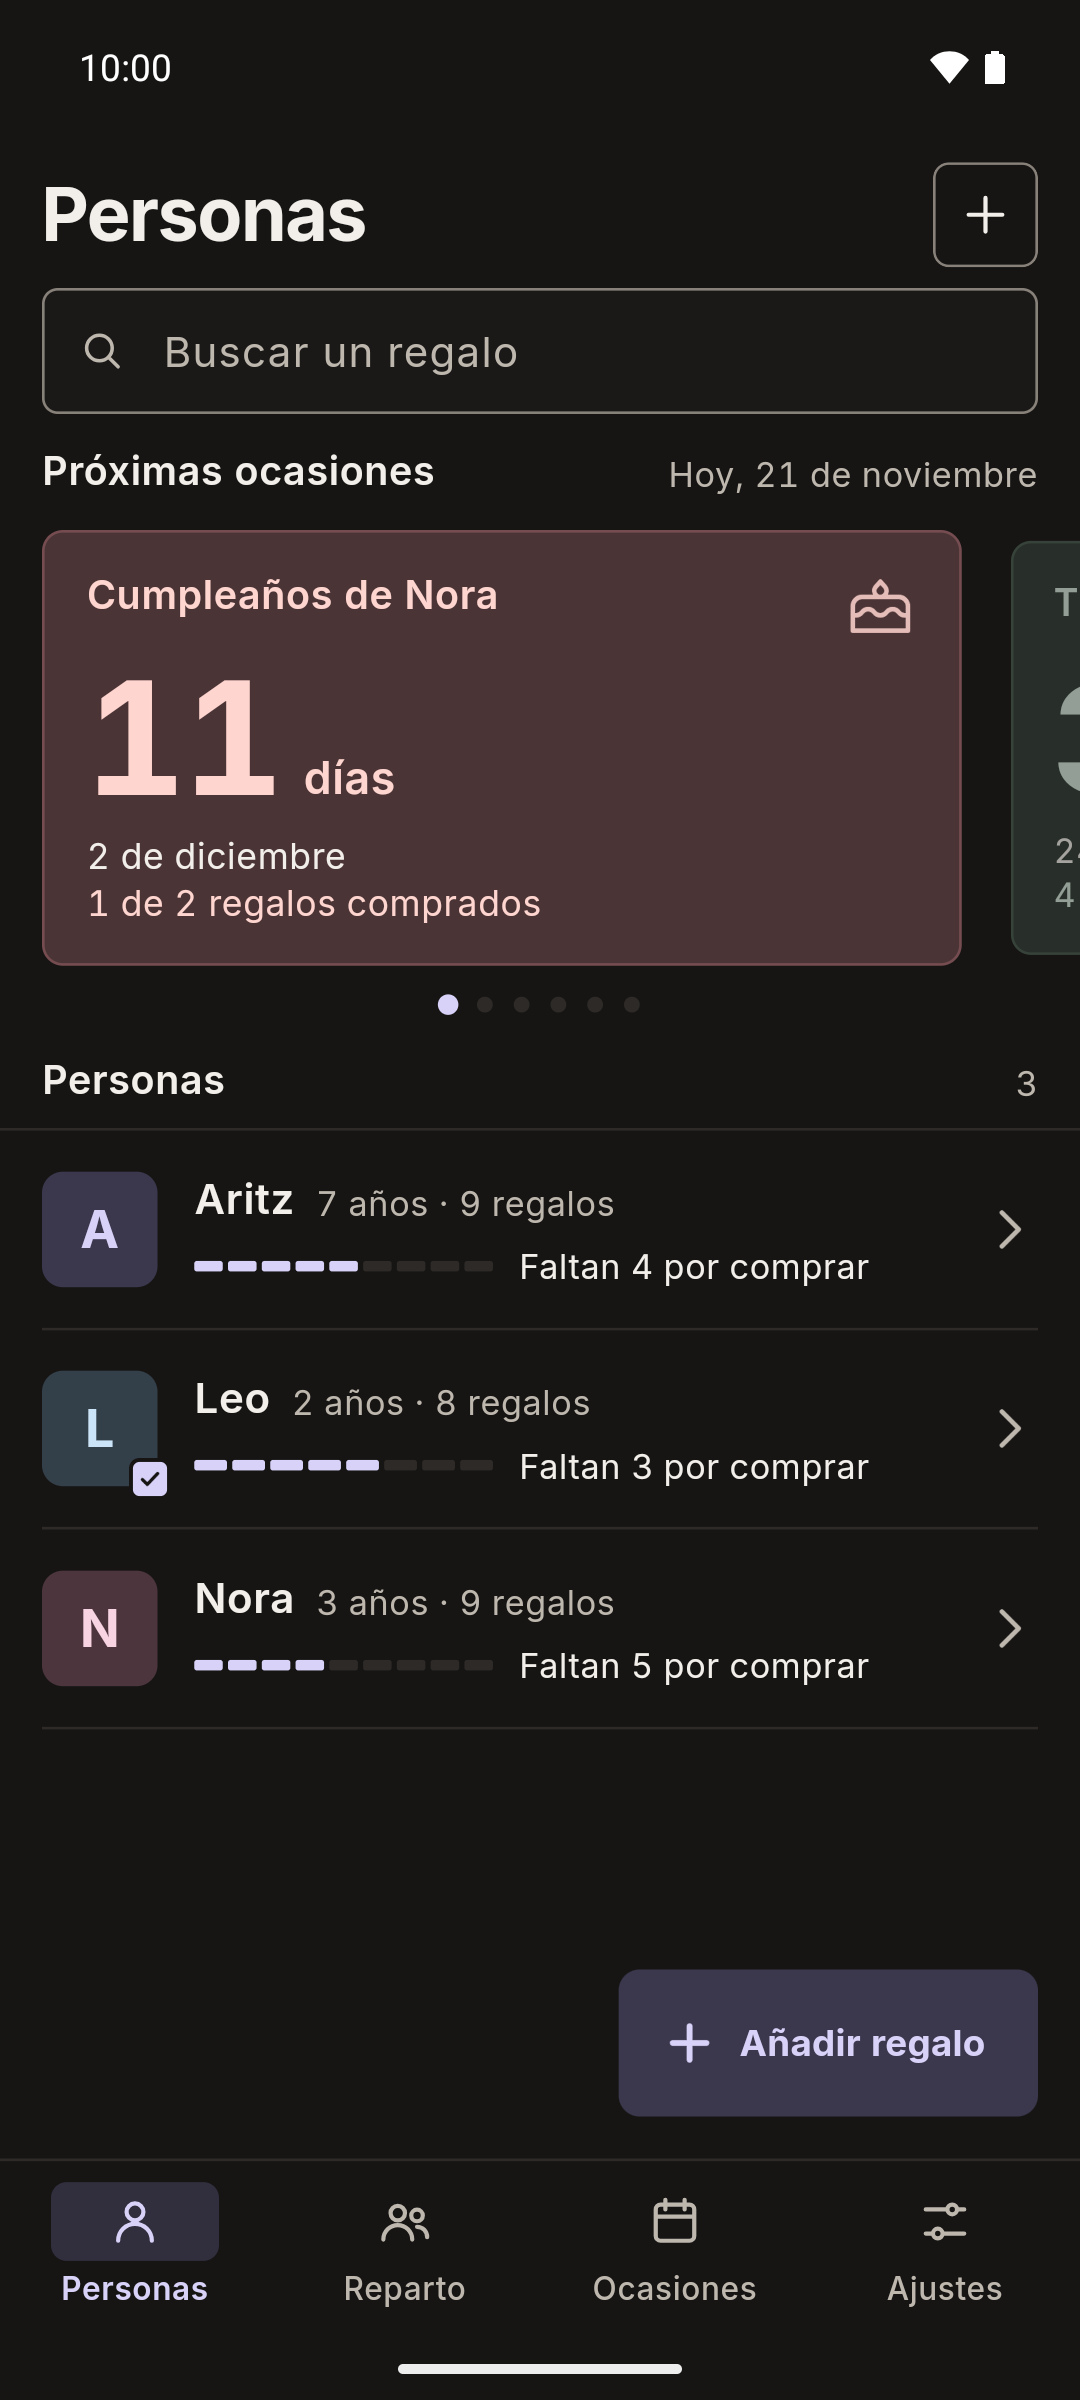 10:00
Personas
Buscar un regalo
Próximas ocasiones
Hoy, 21 de noviembre
Cumpleaños de Nora
11 días
2 de diciembre
1 de 2 regalos comprados
4
Personas
3
A
Aritz 7 años · 9 regalos
Faltan 4 por comprar
L
Leo 2 años · 8 regalos
Faltan 3 por comprar
N
Nora 3 años · 9 regalos
Faltan 5 por comprar
Añadir regalo
Personas
Reparto
Ocasiones
Ajustes